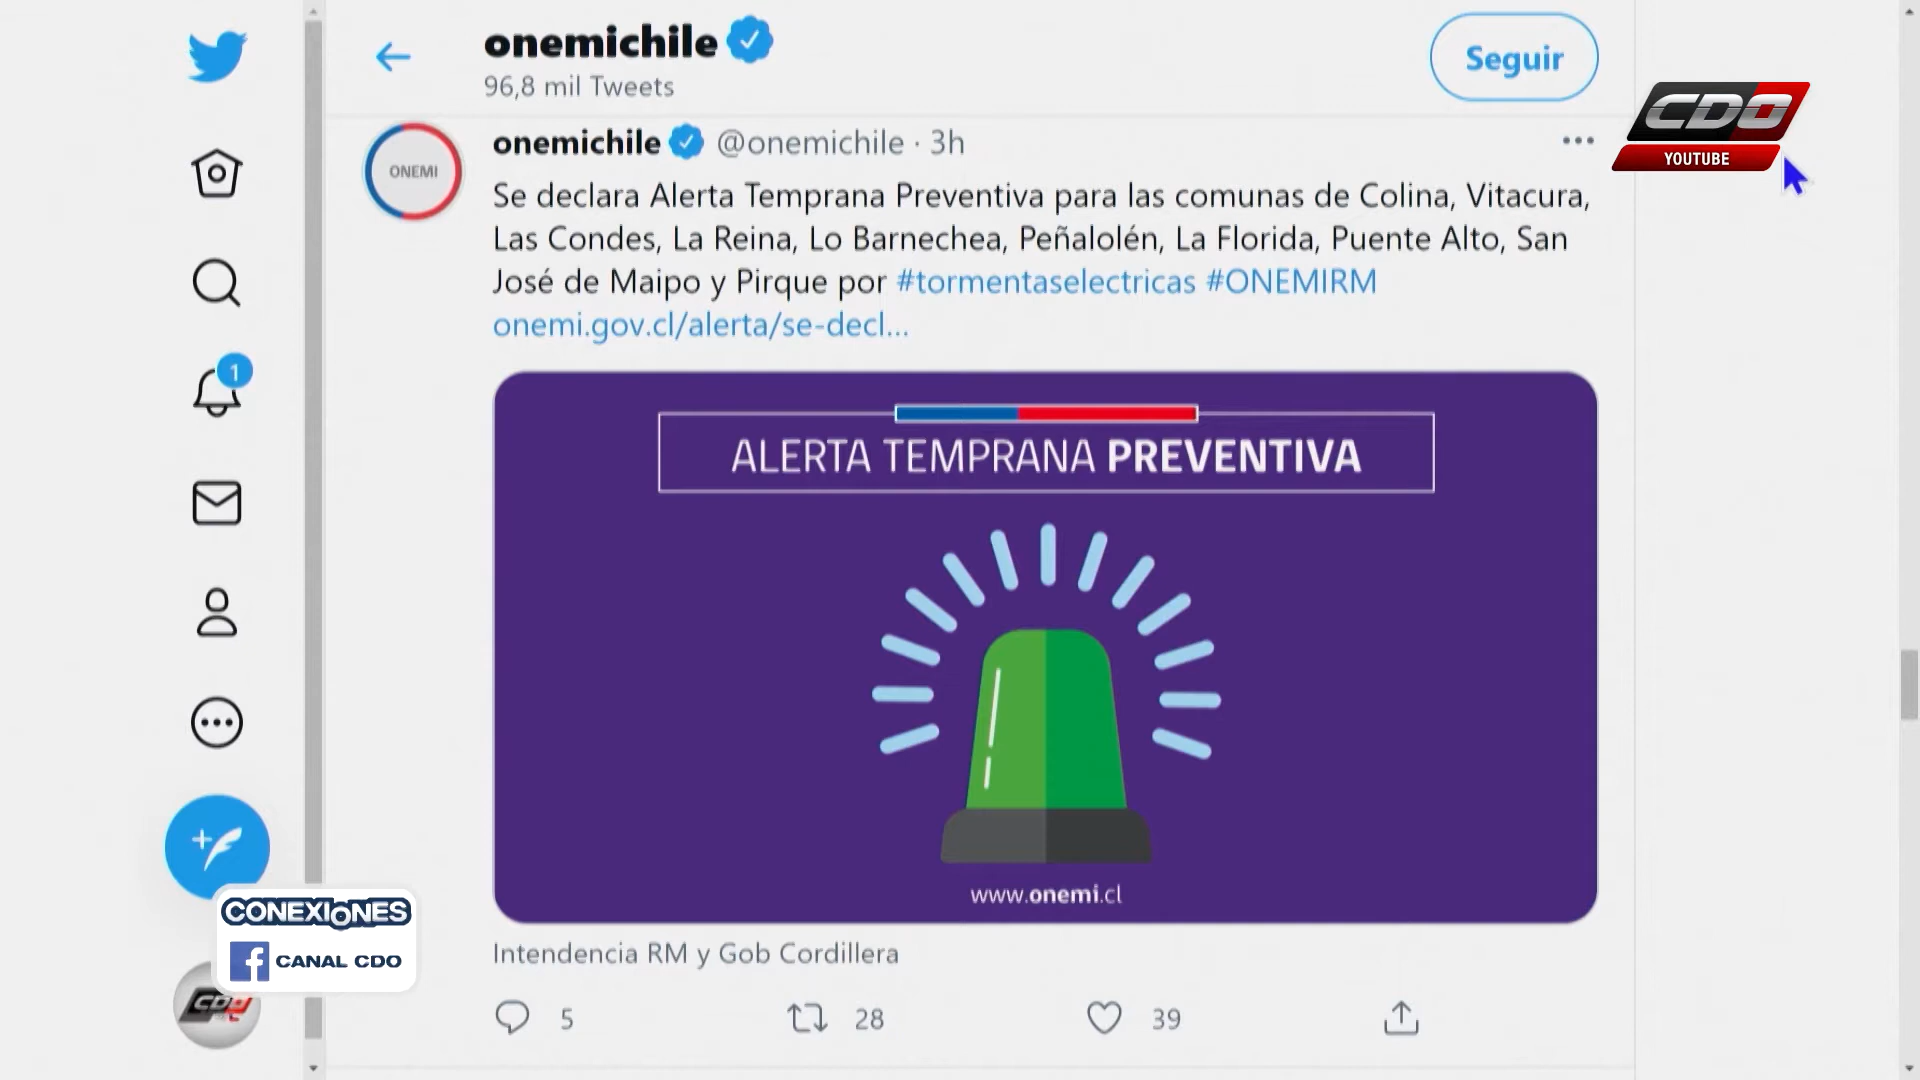 onemichile
96,8 mil Tweets
Seguir
CDO
YOUTUBE
ONEMI
onemichile @onemichile · 3h
Se declara Alerta Temprana Preventiva para las comunas de Colina, Vitacura,
Las Condes, La Reina, Lo Barnechea, Peñalolén, La Florida, Puente Alto, San
José de Maipo y Pirque por #tormentaselectricas #ONEMIRM
onemi.gov.cl/alerta/se-decl...
1
ALERTA TEMPRANA PREVENTIVA
www.onemi.cl
Intendencia RM y Gob Cordillera
5 28 39
CONEXIONES
CANAL CDO
CDO